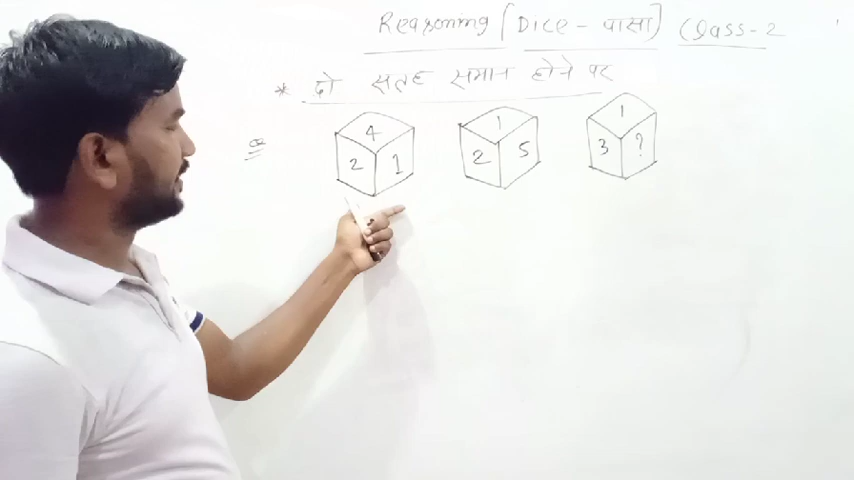 Reasoning [Dice - पासा] Class-2
* दो सतह समान होने पर
4 1 1
2 1 2 5 3 ?